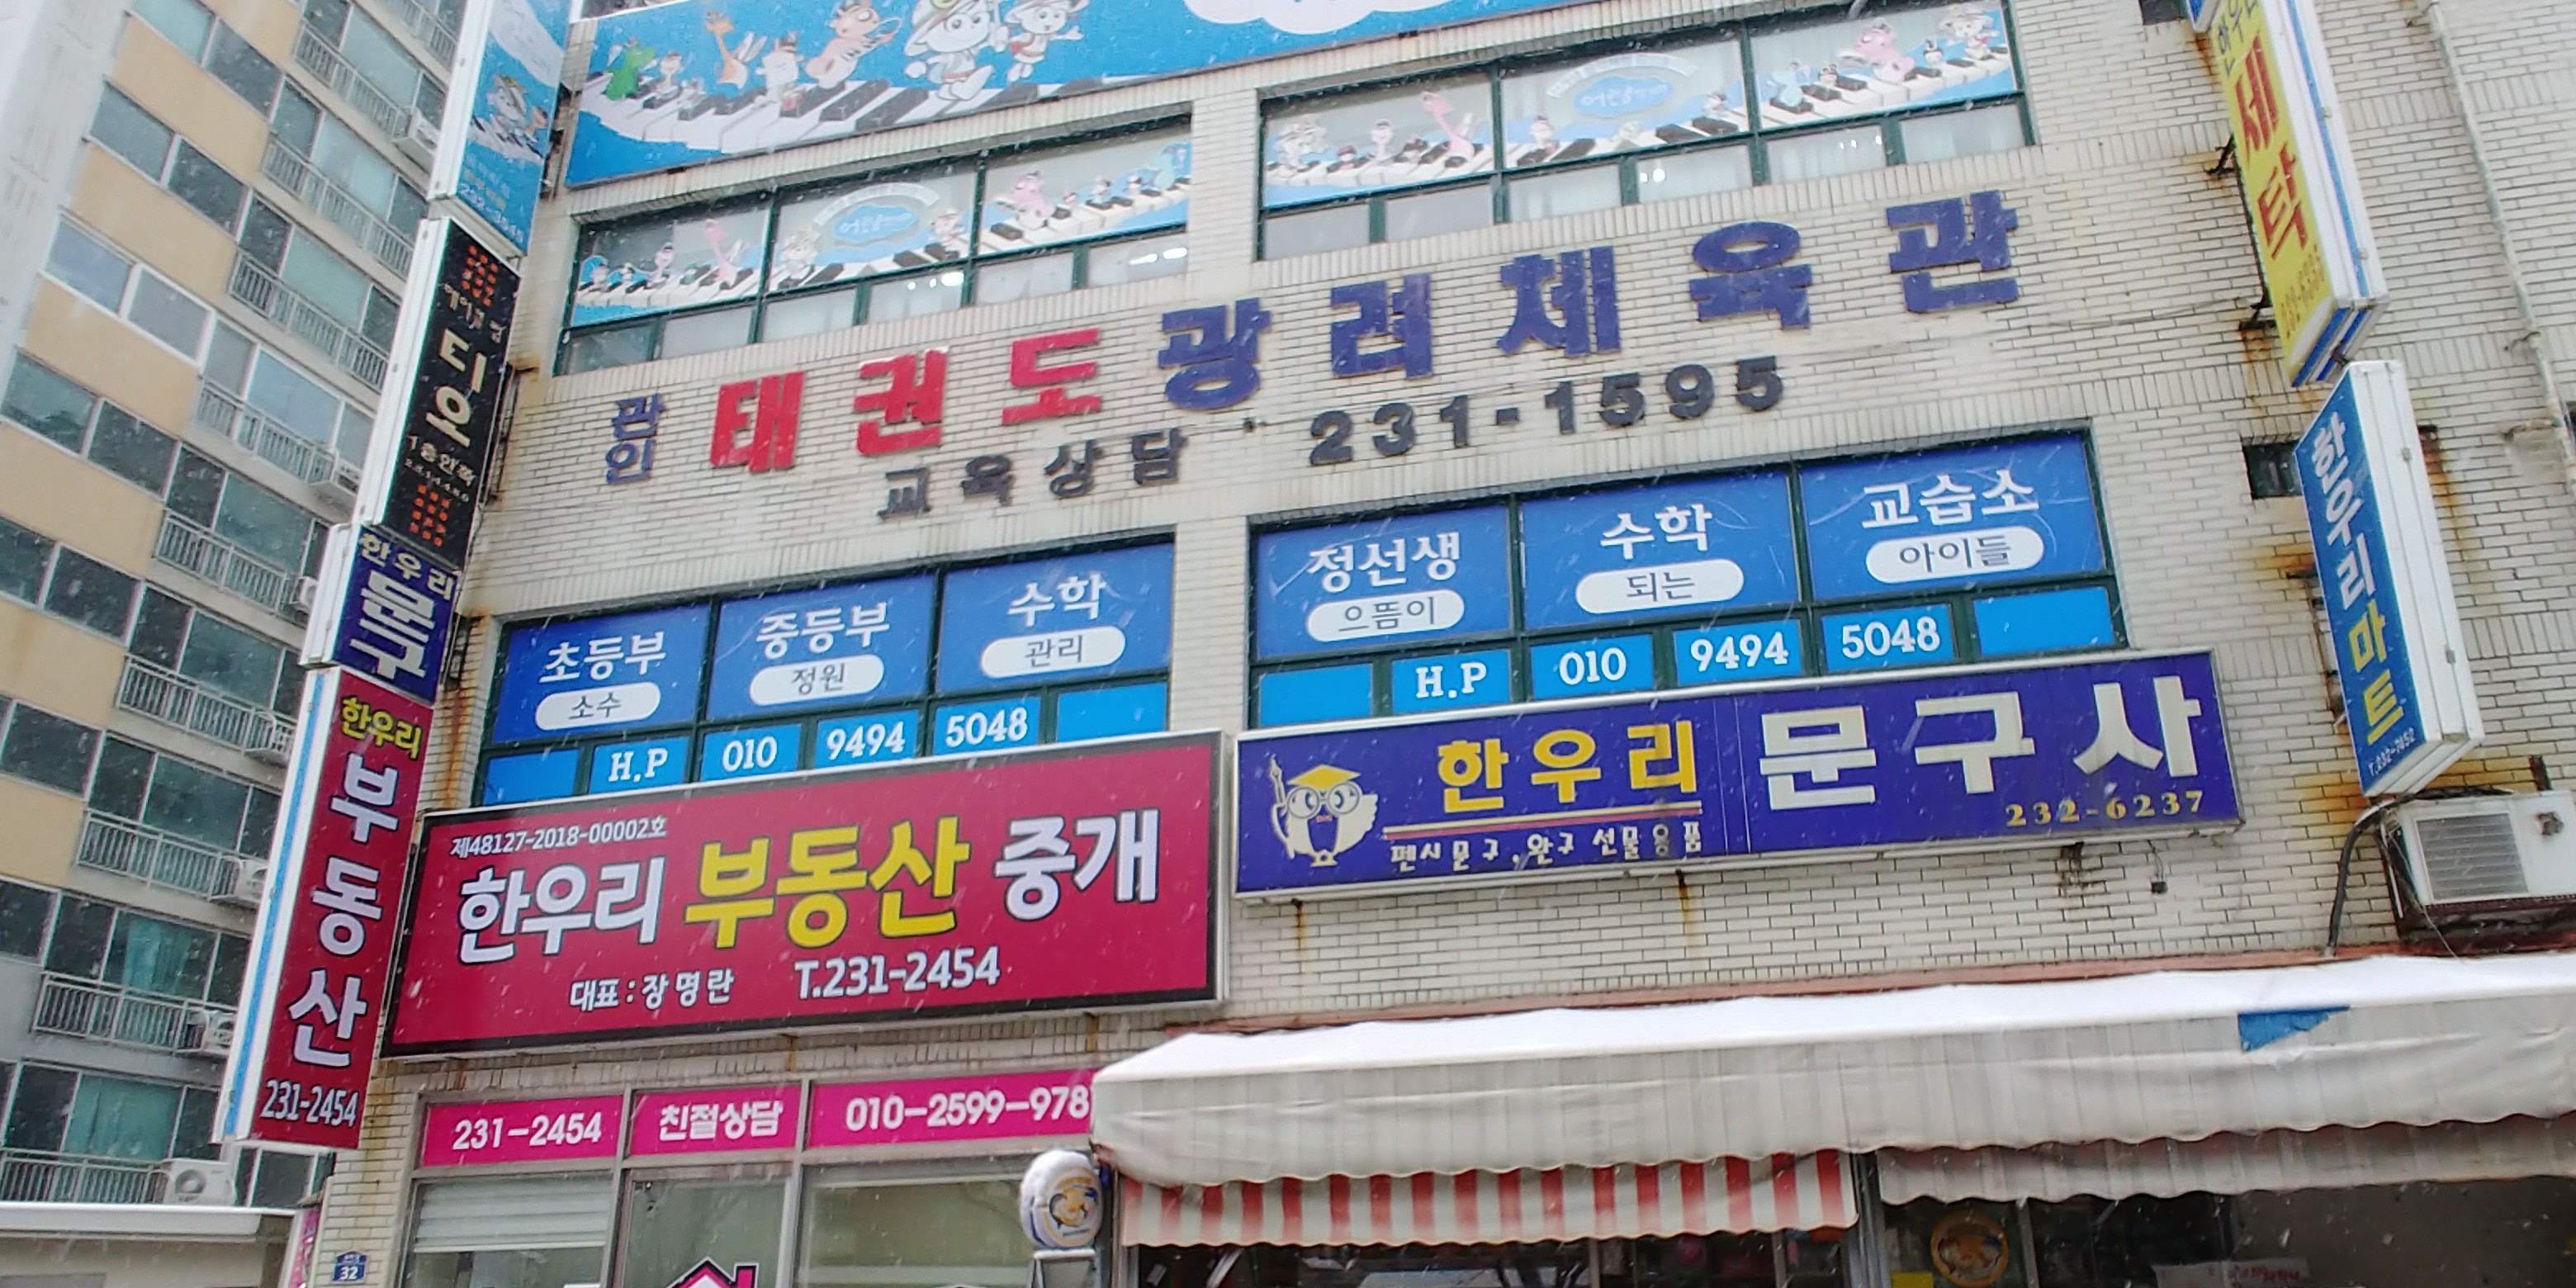 세탁
디오
한우리
문구
한우리
부동산
231-2454
공인
태권도 광려체육관
교육상담 231-1595
초등부 중등부 수학
소수 정원 관리
H.P 010 9494 5048
정선생 수학 교습소
으뜸이 되는 아이들
H.P 010 9494 5048
제48127-2018-00002호
한우리 부동산 중개
대표 : 장명란 T.231-2454
한우리 문구사
232-6237
펜시문구, 완구 선물용품
한우리마트
T.232-7452
231-2454 친절상담 010-2599-978
32